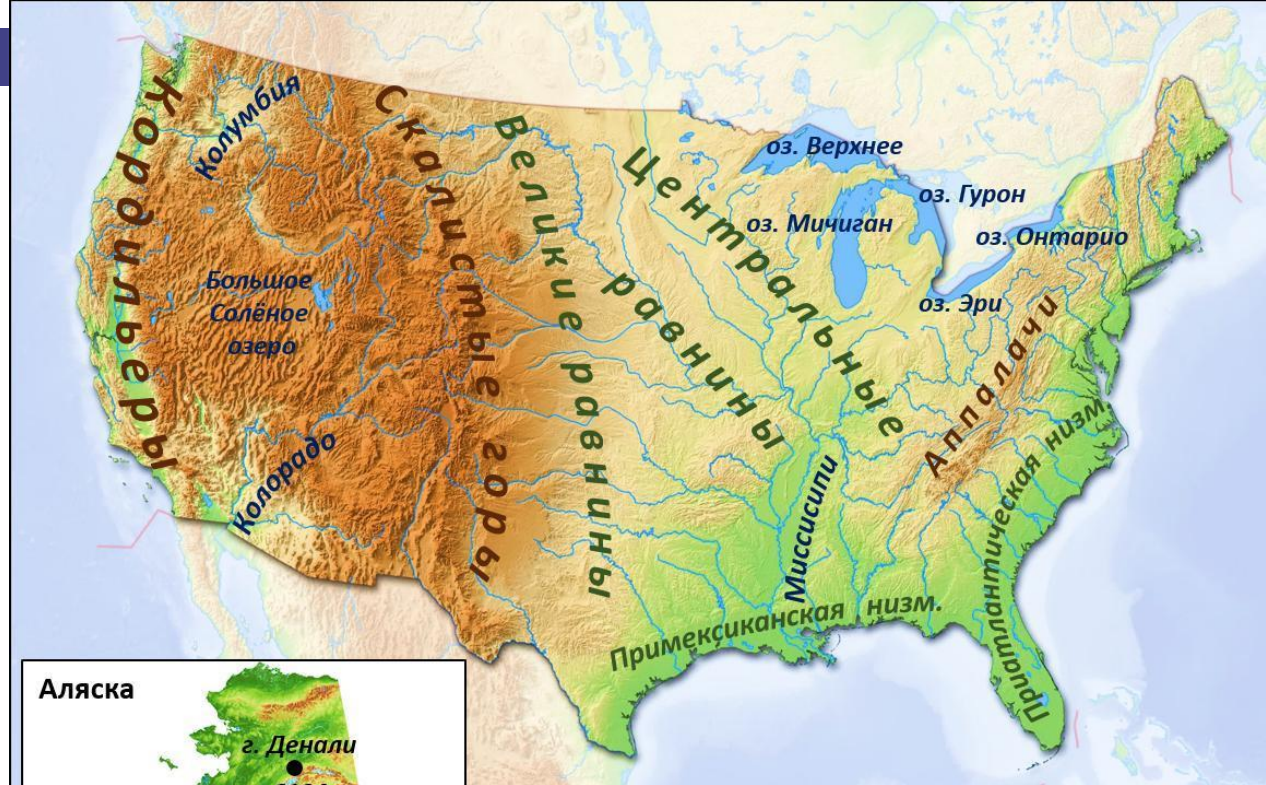 Кордильеры
Колумбия
Скалистые горы
Великие равнины
Центральные
равнины
оз. Верхнее
оз. Гурон
оз. Мичиган
оз. Онтарио
оз. Эри
Большое
Солёное
озеро
Колорадо
Аппалачи
Миссисипи
Примексиканская низм.
Приатлантическая низм.
Аляска
г. Денали